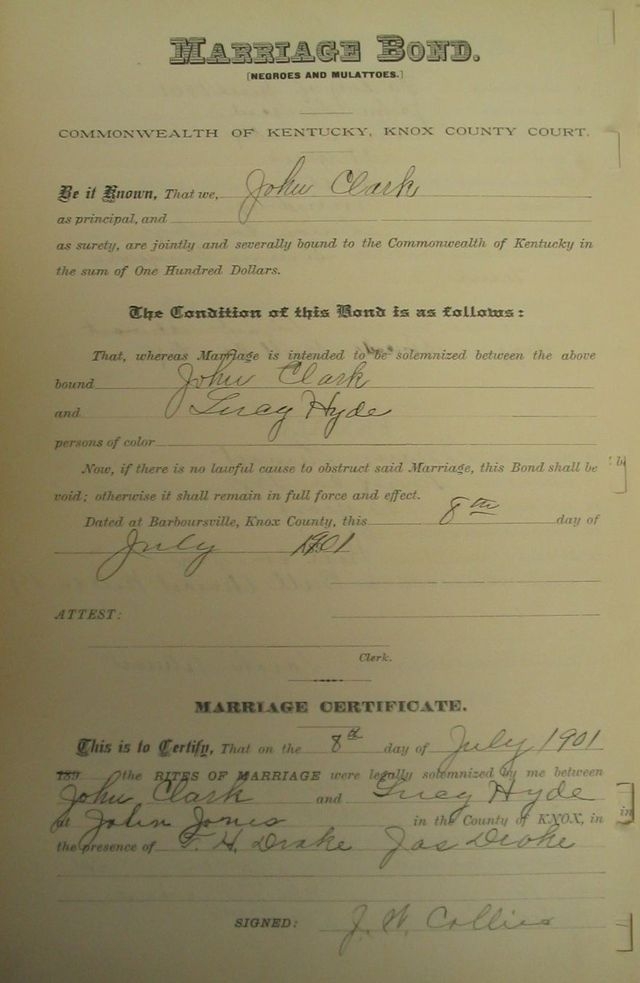 MARRIAGE BOND.
[NEGROES AND MULATTOES.]
COMMONWEALTH OF KENTUCKY, KNOX COUNTY COURT.
Be it Known, That we, John Clark
as principal, and
as surety, are jointly and severally bound to the Commonwealth of Kentucky in
the sum of One Hundred Dollars.
The Condition of this Bond is as follows:
That, whereas Marriage is intended to be solemnized between the above
bound John Clark
and Lucy Hyde
persons of color
Now, if there is no lawful cause to obstruct said Marriage, this Bond shall be
void; otherwise it shall remain in full force and effect.
Dated at Barboursville, Knox County, this 8th day of
July 1901
ATTEST:
Clerk.
MARRIAGE CERTIFICATE.
This is to Certify, That on the 8th day of July 1901
189 the RITES OF MARRIAGE were legally solemnized by me between
John Clark and Lucy Hyde
at John Jones in the County of KNOX, in
the presence of T. H. Drake Jas Drake
SIGNED: J. W. Collins